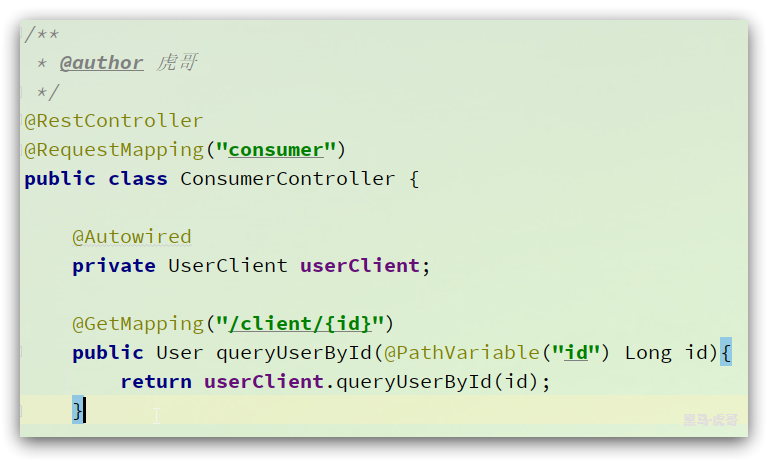 /**
 * @author 虎哥
 */
@RestController
@RequestMapping("consumer")
public class ConsumerController {
@Autowired
private UserClient userClient;
@GetMapping("/client/{id}")
public User queryUserById(@PathVariable("id") Long id){
return userClient.queryUserById(id);
}
黑马·虎哥